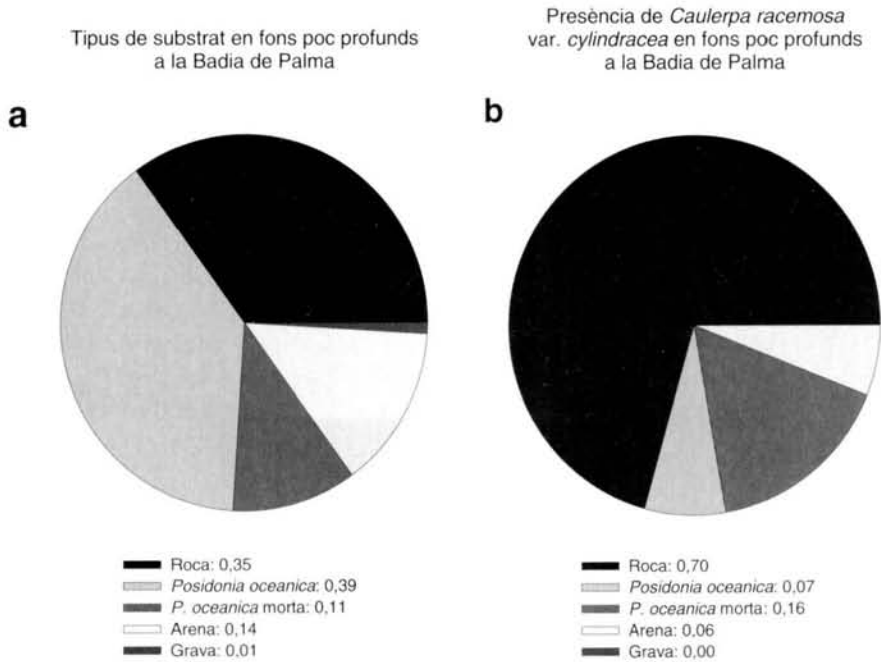 Tipus de substrat en fons poc profunds
a la Badia de Palma
a
Roca: 0,35
Posidonia oceanica: 0,39
P. oceanica morta: 0,11
Arena: 0,14
Grava: 0,01
Presència de Caulerpa racemosa
var. cylindracea en fons poc profunds
a la Badia de Palma
b
Roca: 0,70
Posidonia oceanica: 0,07
P. oceanica morta: 0,16
Arena: 0,06
Grava: 0,00